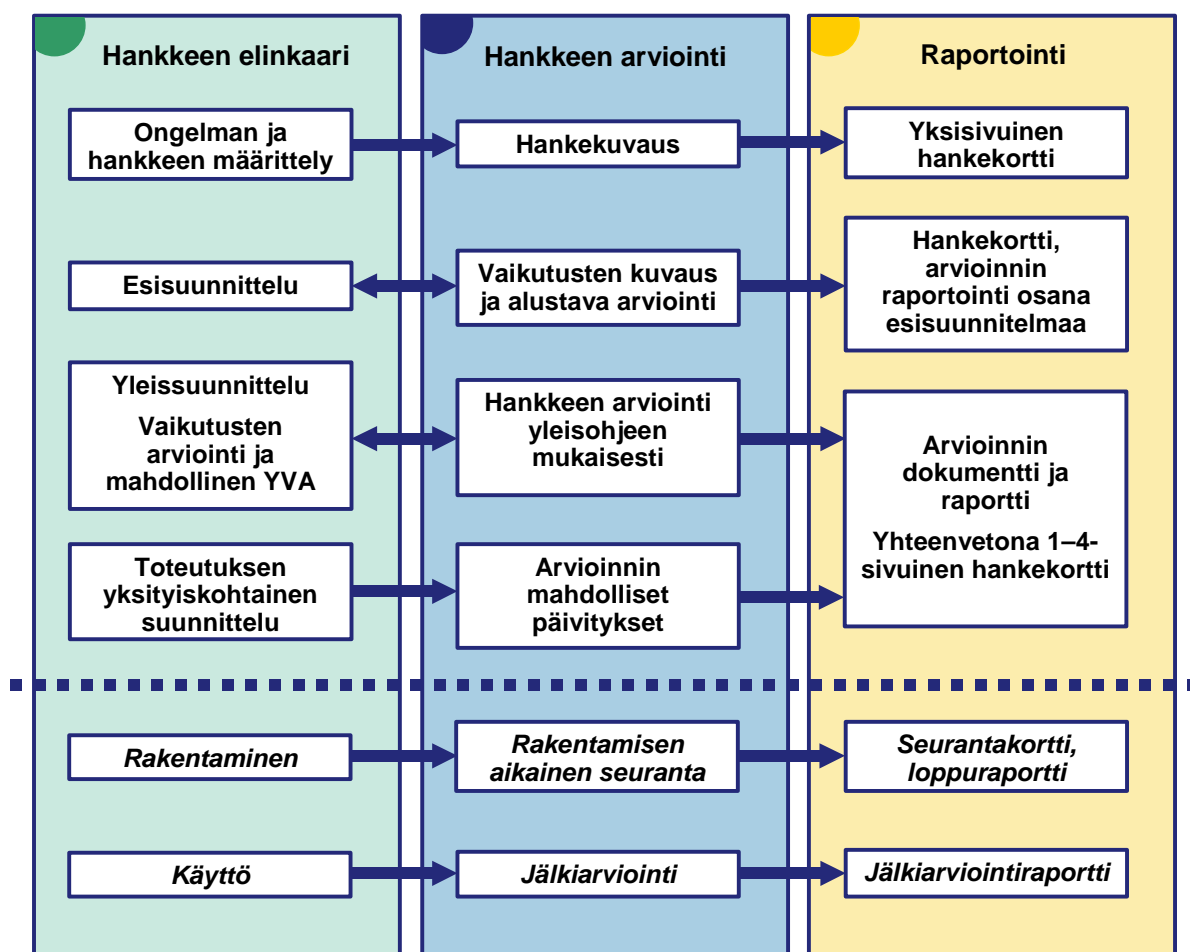 Hankkeen elinkaari
Hankkeen arviointi
Raportointi
Ongelman ja
hankkeen määrittely
Hankekuvaus
Yksisivuinen
hankekortti
Esisuunnittelu
Vaikutusten kuvaus
ja alustava arviointi
Hankekortti,
arvioinnin
raportointi osana
esisuunnitelmaa
Yleissuunnittelu
Vaikutusten
arviointi ja
mahdollinen YVA
Hankkeen arviointi
yleisohjeen
mukaisesti
Arvioinnin
dokumentti ja
raportti
Yhteenvetona 1–4-
sivuinen hankekortti
Toteutuksen
yksityiskohtainen
suunnittelu
Arvioinnin
mahdolliset
päivitykset
Rakentaminen
Rakentamisen
aikainen seuranta
Seurantakortti,
loppuraportti
Käyttö
Jälkiarviointi
Jälkiarviointiraportti